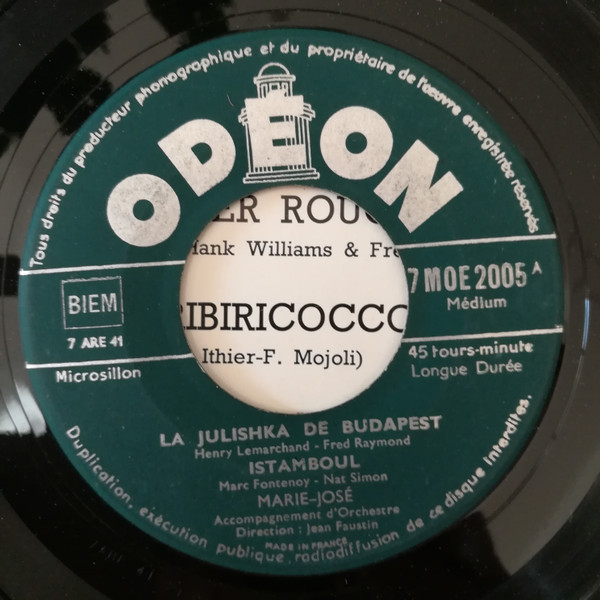 Tous droits du producteur phonographique et du propriétaire de l'œuvre enregistrée réservés
ODÉON
ER ROUG
Hank Williams & Fre
RIBIRICOCCO
Ithier-F. Mojoli)
BIEM
7 ARE 41
Microsillon
7 MOE 2005 A
Médium
45 tours-minute
Longue Durée
LA JULISHKA DE BUDAPEST
Henry Lemarchand - Fred Raymond
ISTAMBOUL
Marc Fontenoy - Nat Simon
MARIE-JOSÉ
Accompagnement d'Orchestre
Direction : Jean Faustin
MADE IN FRANCE
Duplication, exécution publique, radiodiffusion de ce disque interdites.